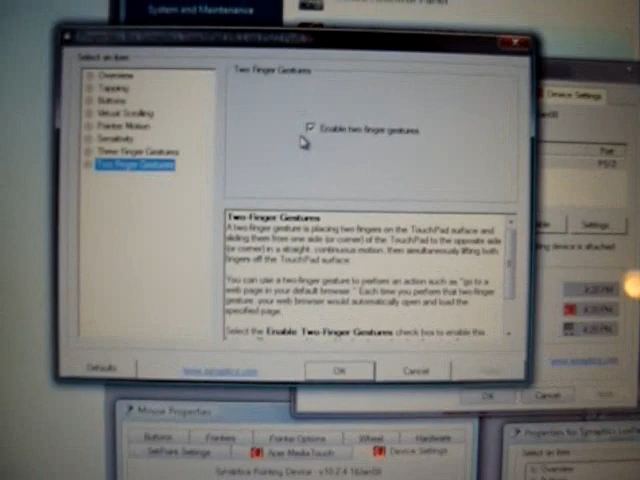 System and Maintenance
Select an item
Overview
Tapping
Buttons
Virtual Scrolling
Pointer Motion
Sensitivity
Three Finger Gestures
Two Finger Gestures
Two Finger Gestures
Enable two finger gestures
Two-Finger Gestures
A two-finger gesture is placing two fingers on the TouchPad surface and
sliding them from one side (or corner) of the TouchPad to the opposite side
(or corner) in a straight, continuous motion, then simultaneously lifting both
fingers off the TouchPad surface.
You can use a two-finger gesture to perform an action such as "go to a
web page in your default browser." Each time you perform that two-finger
gesture, your web browser would automatically open and load the
specified page.
Select the Enable Two-Finger Gestures check box to enable this
Defaults
www.synaptics.com
OK
Cancel
Device Settings
Port
PS/2
Settings
ing device is attached
4:20 PM
4:20 PM
4:20 PM
www.synaptics.com
OK
Cancel
Mouse Properties
Buttons
Pointers
Pointer Options
Wheel
Hardware
SetPoint Settings
Acer MediaTouch
Device Settings
Synaptics Pointing Device - v10.2.4 16Jan08
Properties for Synaptics
Select an item
Overview